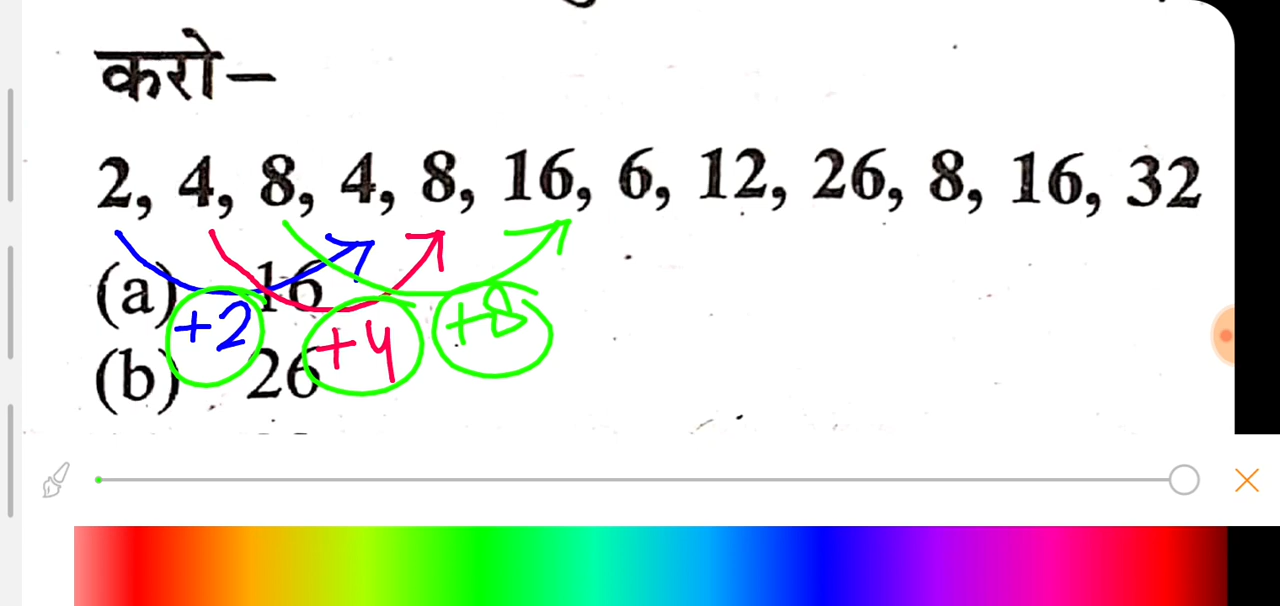 करो–
2, 4, 8, 4, 8, 16, 6, 12, 26, 8, 16, 32
(a) 16
+2 +4 +8
(b) 26